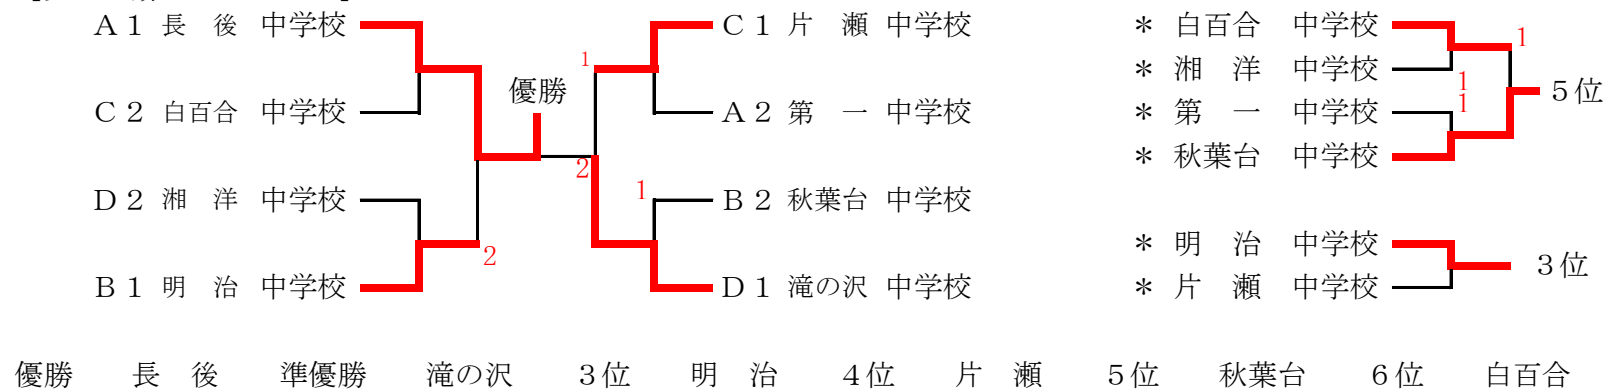 A１ 長　後　中学校　C１ 片　瀬　中学校　＊ 白百合　中学校　1
1　＊ 湘　洋　中学校
優勝　1　５位
C２ 白百合　中学校　A２ 第　一　中学校　1　＊ 第　一　中学校
2　＊ 秋葉台　中学校
D２ 湘　洋　中学校　1　B２ 秋葉台　中学校
2　＊ 明　治　中学校　３位
B１ 明　治　中学校　D１ 滝の沢　中学校　＊ 片　瀬　中学校
優勝　長　後　準優勝　滝の沢　３位　明　治　４位　片　瀬　５位　秋葉台　６位　白百合